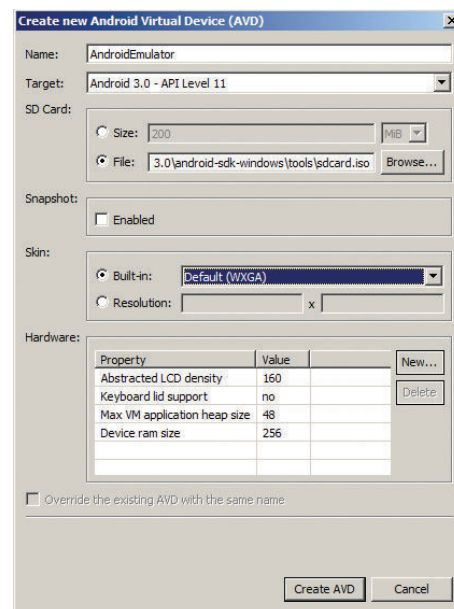 Create new Android Virtual Device (AVD)
Name: AndroidEmulator
Target: Android 3.0 - API Level 11
SD Card:
Size: 200 MiB
File: 3.0\android-sdk-windows\tools\sdcard.iso Browse...
Snapshot:
Enabled
Skin:
Built-in: Default (WXGA)
Resolution: x
Hardware:
Property Value New...
Abstracted LCD density 160
Keyboard lid support no Delete
Max VM application heap size 48
Device ram size 256
Override the existing AVD with the same name
Create AVD Cancel